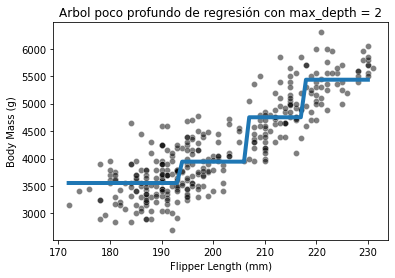 Arbol poco profundo de regresión con max_depth = 2
6000
5500
5000
4500
4000
3500
3000
Body Mass (g)
170 180 190 200 210 220 230
Flipper Length (mm)